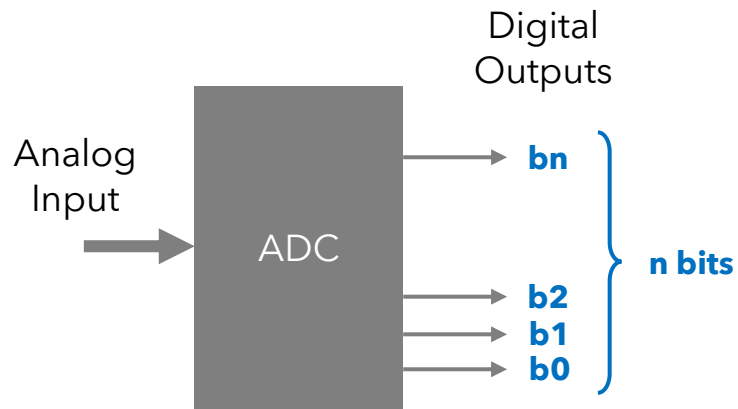 Digital
Outputs
Analog
Input
ADC
bn
b2
b1
b0
n bits